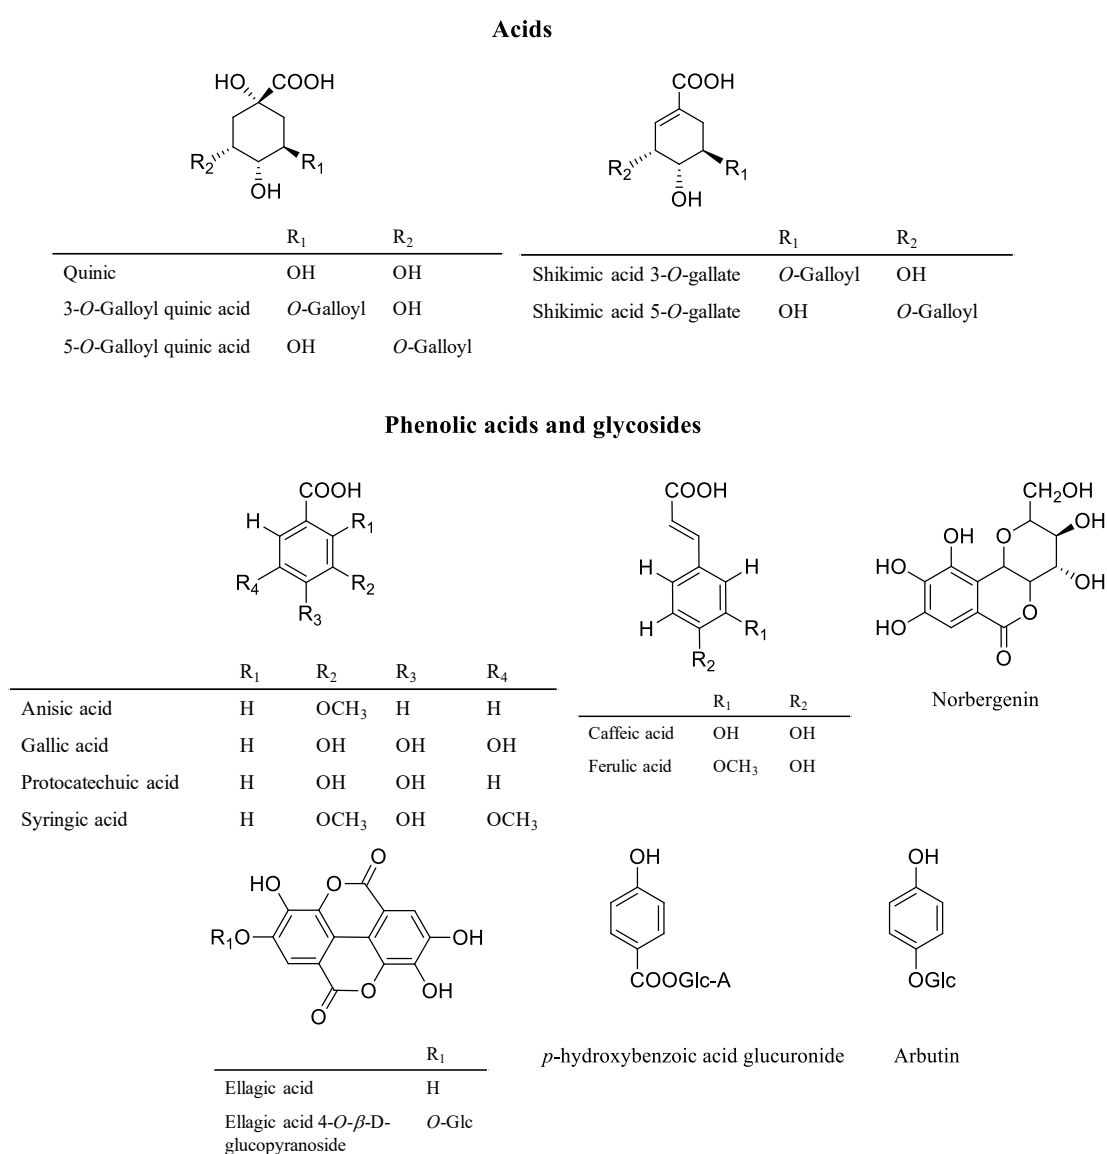 Acids
HO COOH
R2 R1
OH
COOH
R2 R1
OH
R1 R2
Quinic OH OH
3-O-Galloyl quinic acid O-Galloyl OH
5-O-Galloyl quinic acid OH O-Galloyl
R1 R2
Shikimic acid 3-O-gallate O-Galloyl OH
Shikimic acid 5-O-gallate OH O-Galloyl
Phenolic acids and glycosides
COOH
H R1
R4 R2
R3
R1 R2 R3 R4
Anisic acid H OCH3 H H
Gallic acid H OH OH OH
Protocatechuic acid H OH OH H
Syringic acid H OCH3 OH OCH3
COOH
H H
H R1
R2
R1 R2
Caffeic acid OH OH
Ferulic acid OCH3 OH
CH2OH
OH O OH
HO OH
HO O
O
Norbergenin
O
HO O
R1O OH
O OH
O
R1
Ellagic acid H
Ellagic acid 4-O-β-D- O-Glc
glucopyranoside
OH
COOGlc-A
p-hydroxybenzoic acid glucuronide
OH
OGlc
Arbutin